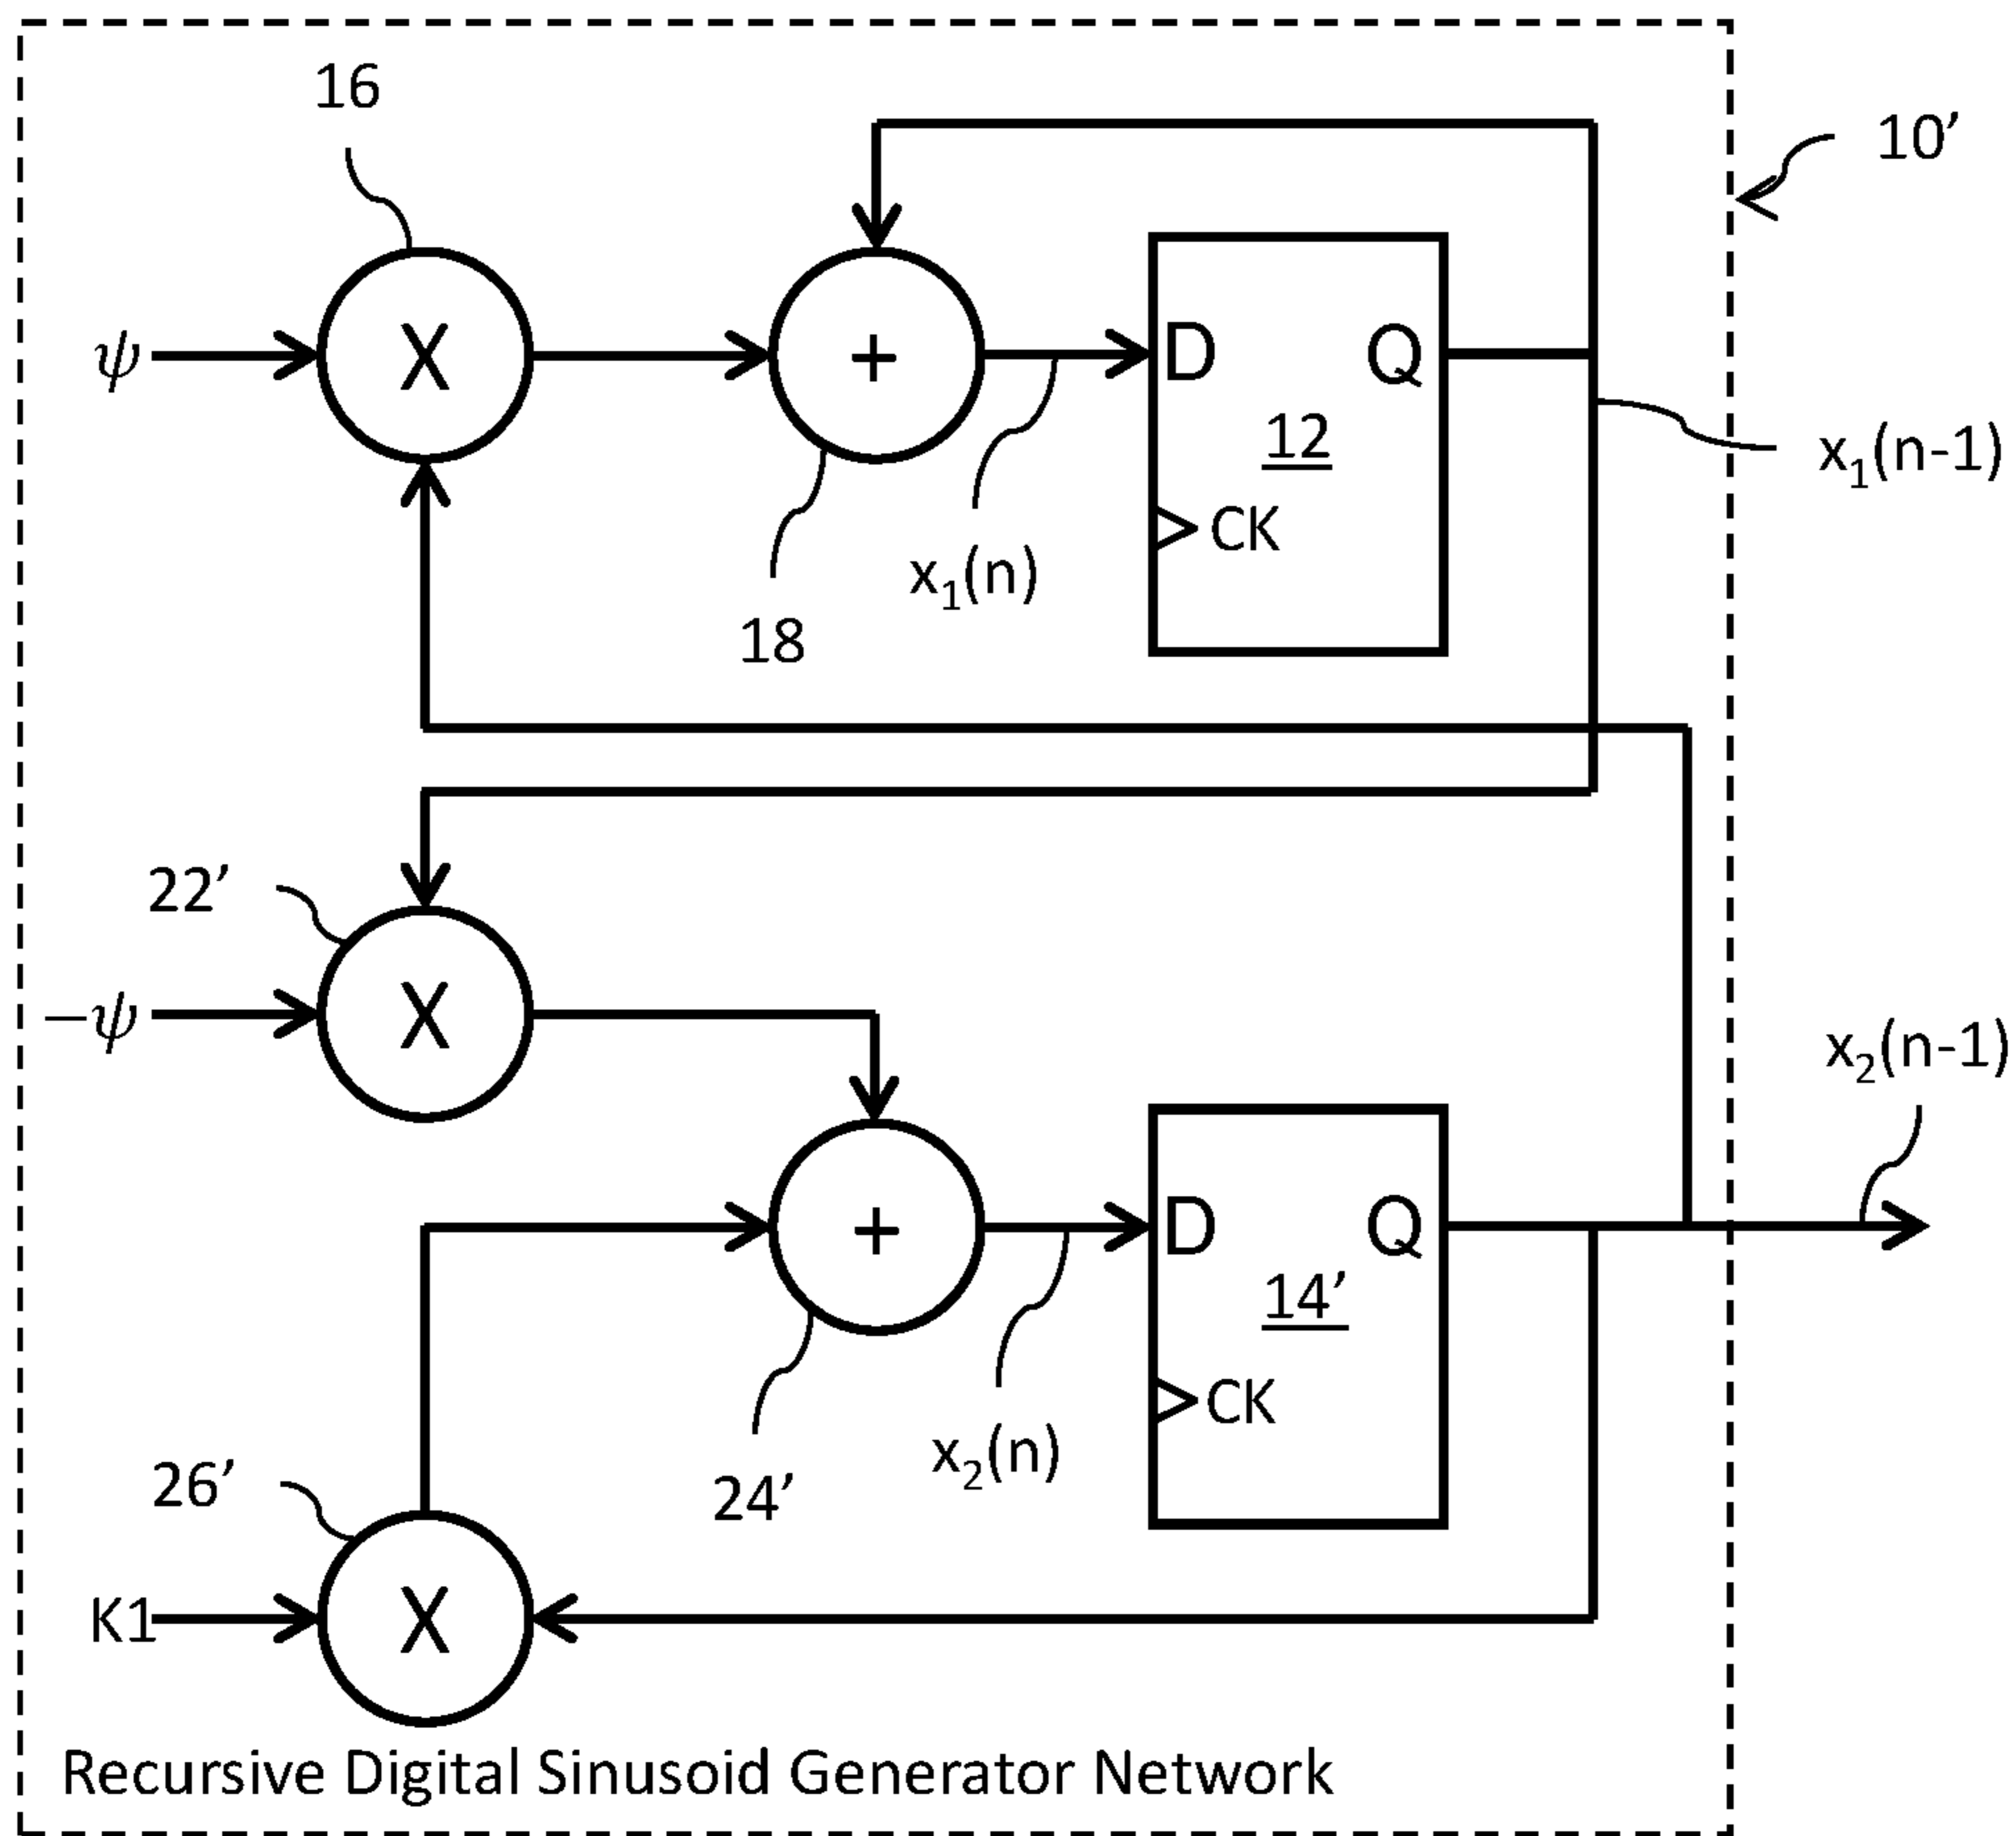 16
10’
ψ
X
+
D
Q
12
CK
x₁(n-1)
x₁(n)
18
22’
−ψ
X
x₂(n-1)
+
D
Q
14’
CK
x₂(n)
24’
26’
K1
X
Recursive Digital Sinusoid Generator Network